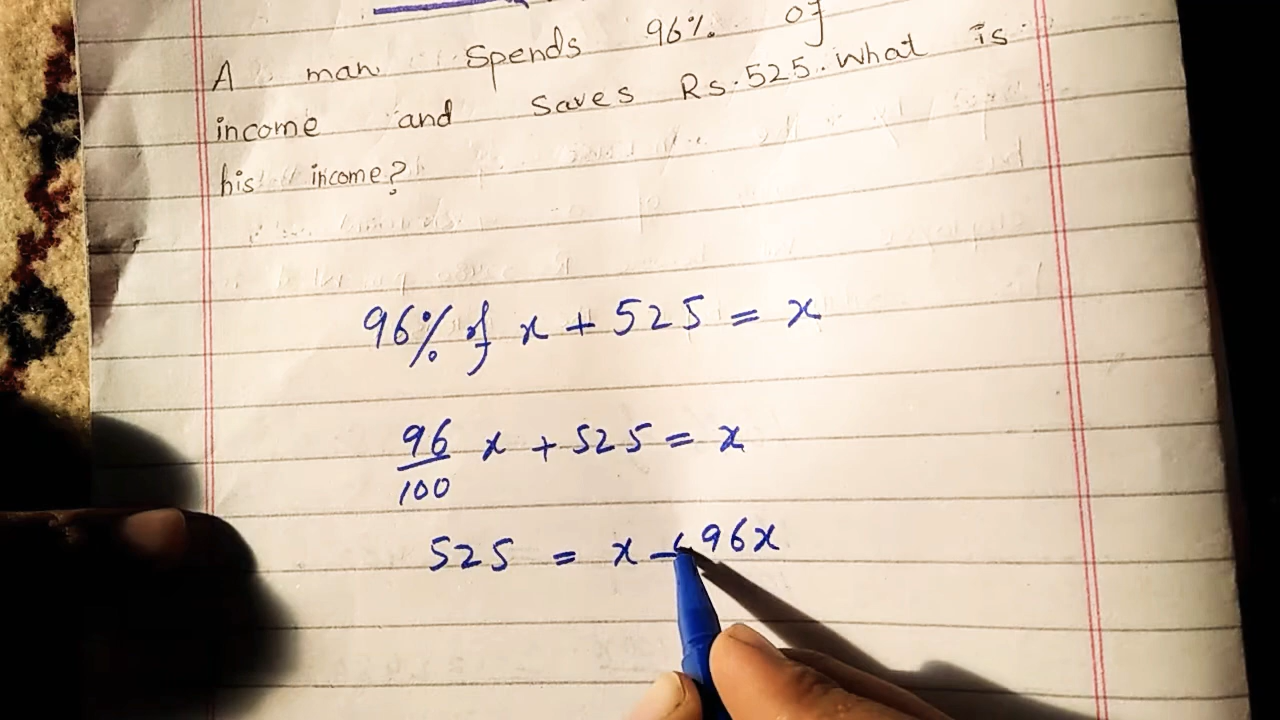 A man Spends 96% of
income and saves Rs.525. What is
his income?
96% of x + 525 = x
96/100 x + 525 = x
525 = x - 96x